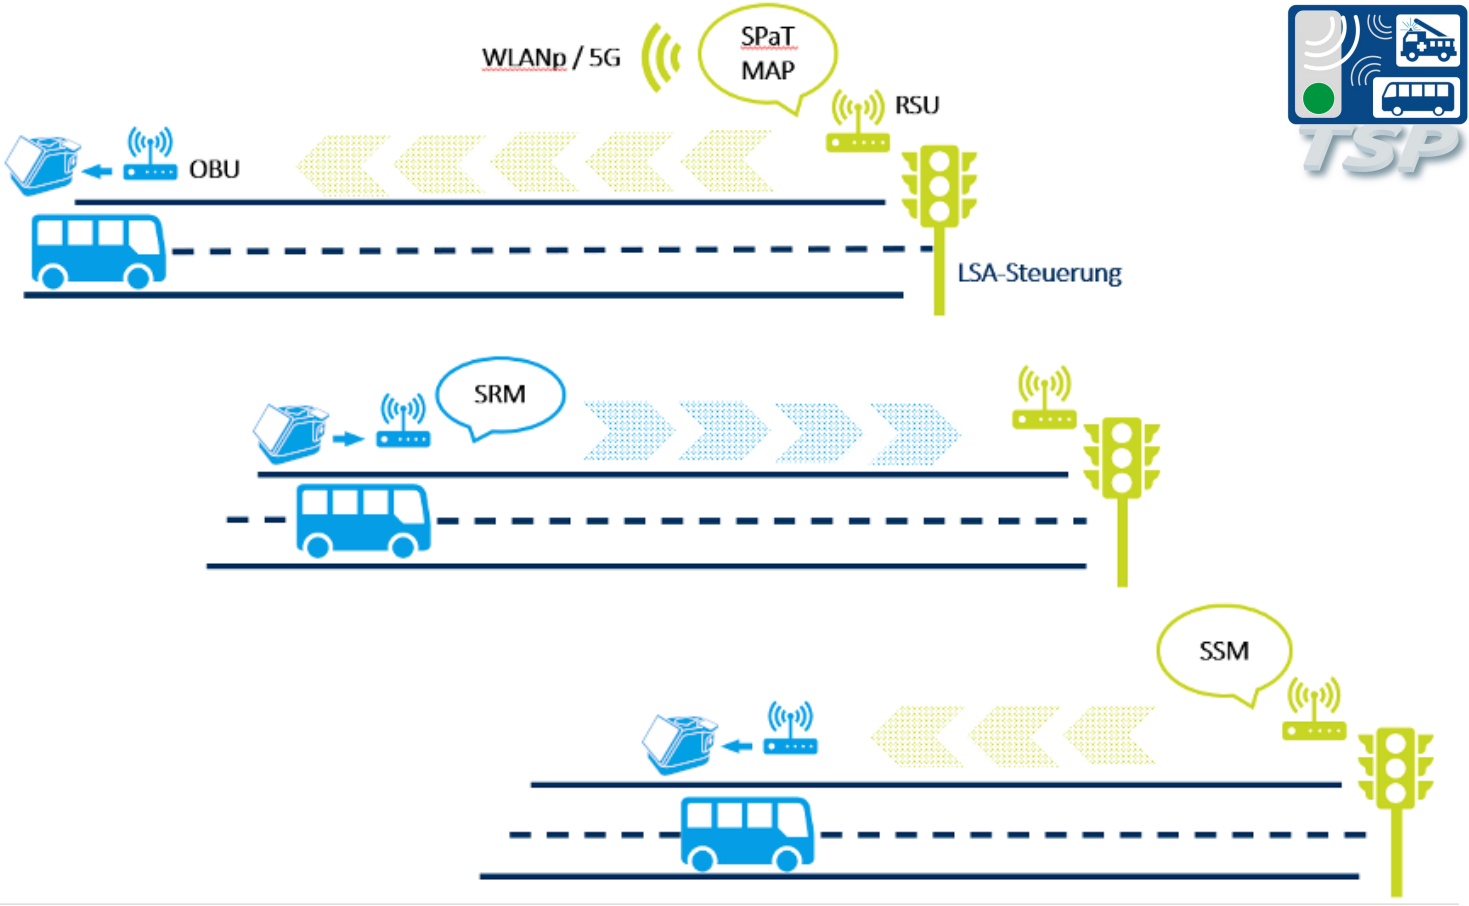 WLANp / 5G
SPaT
MAP
RSU
OBU
TSP
LSA-Steuerung
SRM
SSM